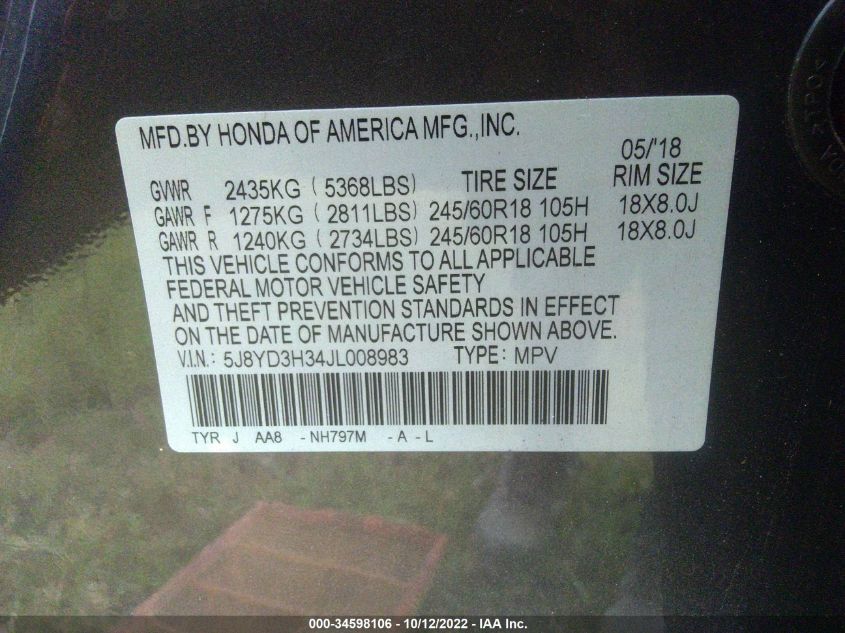 MFD.BY HONDA OF AMERICA MFG.,INC.
05/'18
GVWR 2435KG ( 5368LBS) TIRE SIZE RIM SIZE
GAWR F 1275KG ( 2811LBS) 245/60R18 105H 18X8.0J
GAWR R 1240KG ( 2734LBS) 245/60R18 105H 18X8.0J
THIS VEHICLE CONFORMS TO ALL APPLICABLE
FEDERAL MOTOR VEHICLE SAFETY
AND THEFT PREVENTION STANDARDS IN EFFECT
ON THE DATE OF MANUFACTURE SHOWN ABOVE.
V.I.N.: 5J8YD3H34JL008983 TYPE: MPV
TYR J AA8 - NH797M - A - L
000-34598106 - 10/12/2022 - IAA Inc.